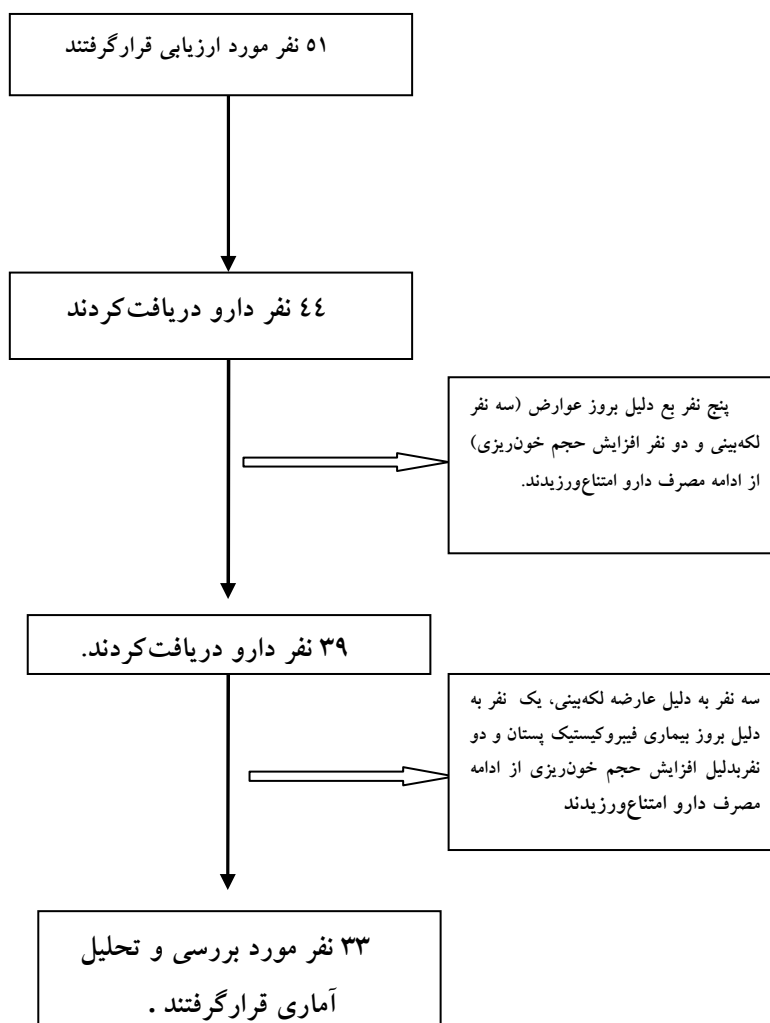 ٥١ نفر مورد ارزیابی قرارگرفتند
٤٤ نفر دارو دریافت‌کردند
پنج نفر بع دلیل بروز عوارض (سه نفر
لکه‌بینی و دو نفر افزایش حجم خون‌ریزی)
از ادامه مصرف دارو امتناع‌ورزیدند.
٣٩ نفر دارو دریافت‌کردند.
سه نفر به دلیل عارضه لکه‌بینی، یک نفر به
دلیل بروز بیماری فیبروکیستیک پستان و دو
نفربدلیل افزایش حجم خون‌ریزی از ادامه
مصرف دارو امتناع‌ورزیدند
٣٣ نفر مورد بررسی و تحلیل
آماری قرارگرفتند .